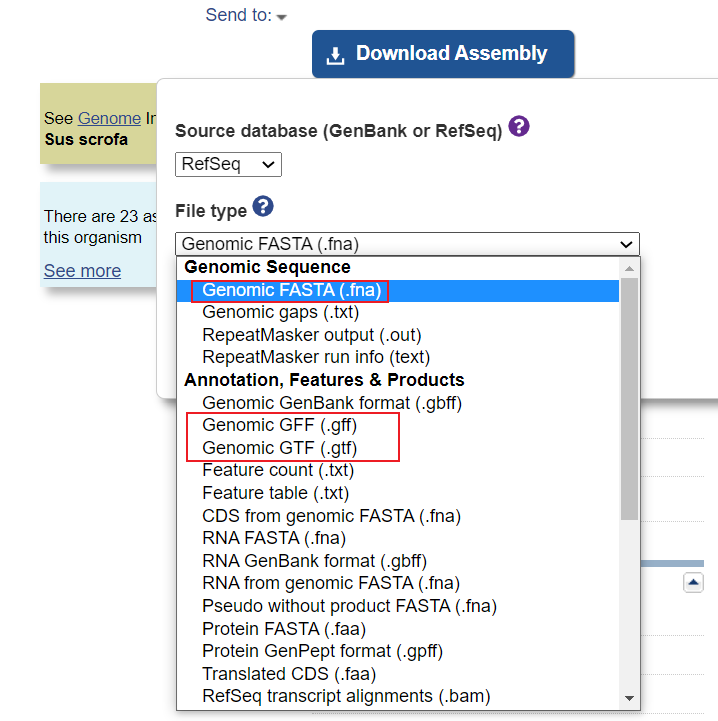 Send to:
Download Assembly
See Genome In
Sus scrofa
Source database (GenBank or RefSeq) ?
RefSeq
There are 23 as
this organism
See more
File type ?
Genomic FASTA (.fna)
Genomic Sequence
Genomic FASTA (.fna)
Genomic gaps (.txt)
RepeatMasker output (.out)
RepeatMasker run info (text)
Annotation, Features & Products
Genomic GenBank format (.gbff)
Genomic GFF (.gff)
Genomic GTF (.gtf)
Feature count (.txt)
Feature table (.txt)
CDS from genomic FASTA (.fna)
RNA FASTA (.fna)
RNA GenBank format (.gbff)
RNA from genomic FASTA (.fna)
Pseudo without product FASTA (.fna)
Protein FASTA (.faa)
Protein GenPept format (.gpff)
Translated CDS (.faa)
RefSeq transcript alignments (.bam)